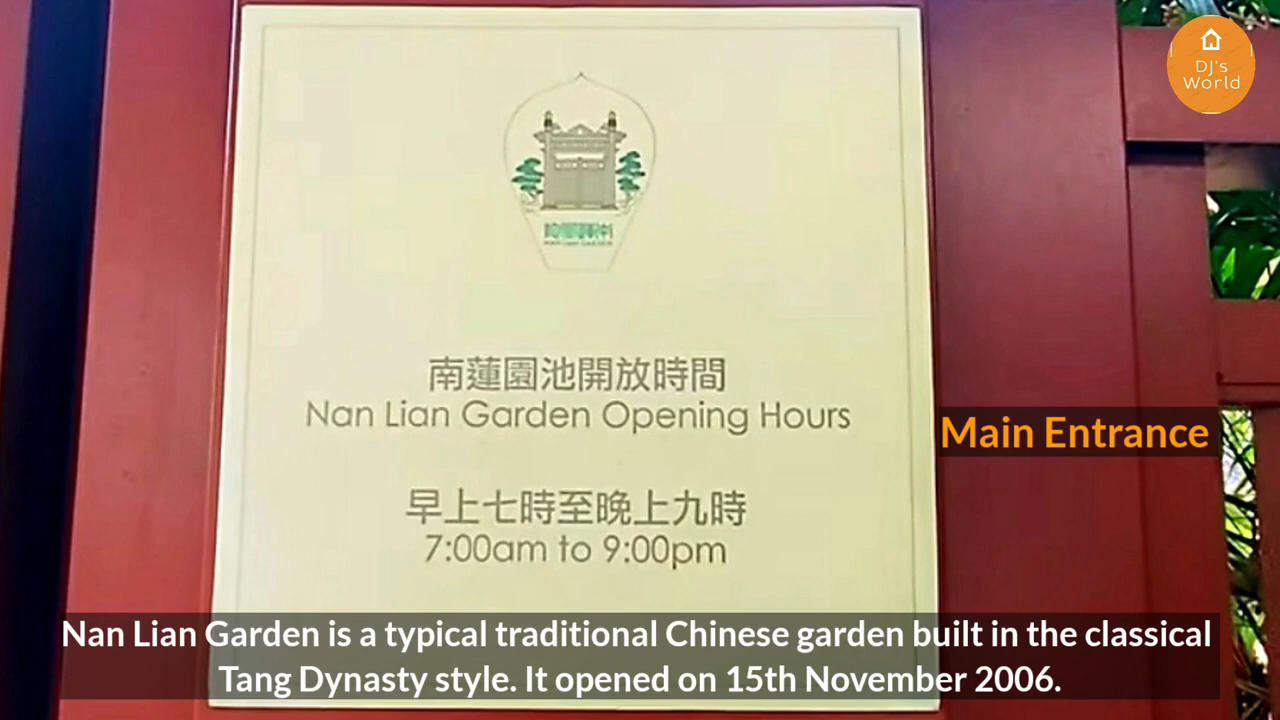 DJ's
World
南蓮園池開放時間
Nan Lian Garden Opening Hours
Main Entrance
早上七時至晚上九時
7:00am to 9:00pm
Nan Lian Garden is a typical traditional Chinese garden built in the classical
Tang Dynasty style. It opened on 15th November 2006.